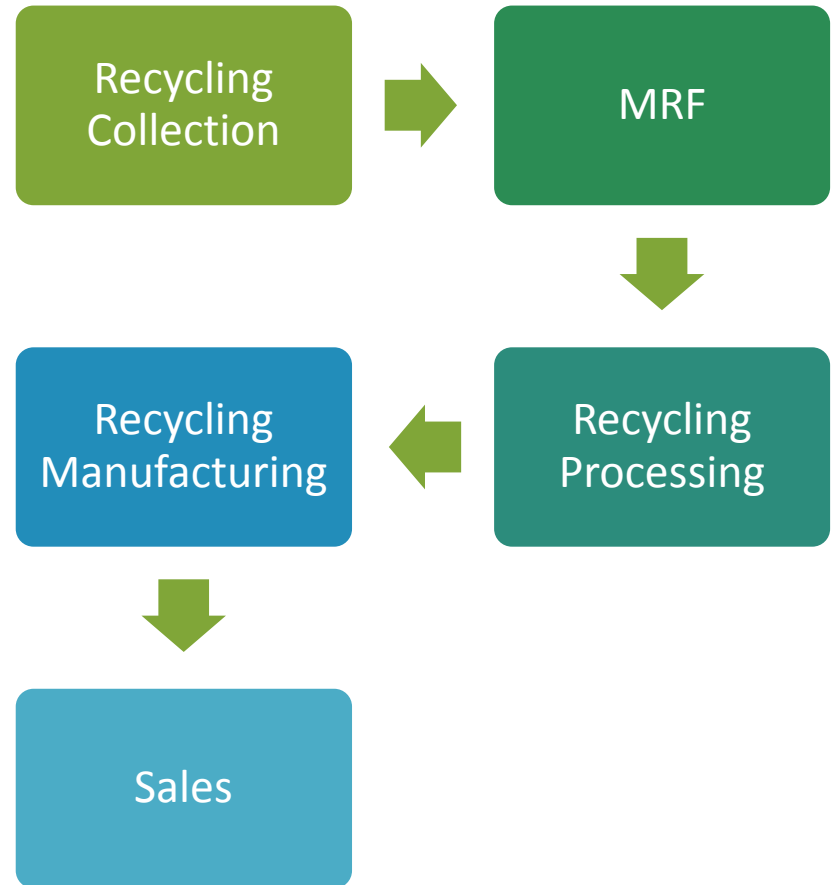 Recycling
Collection
MRF
Recycling
Processing
Recycling
Manufacturing
Sales